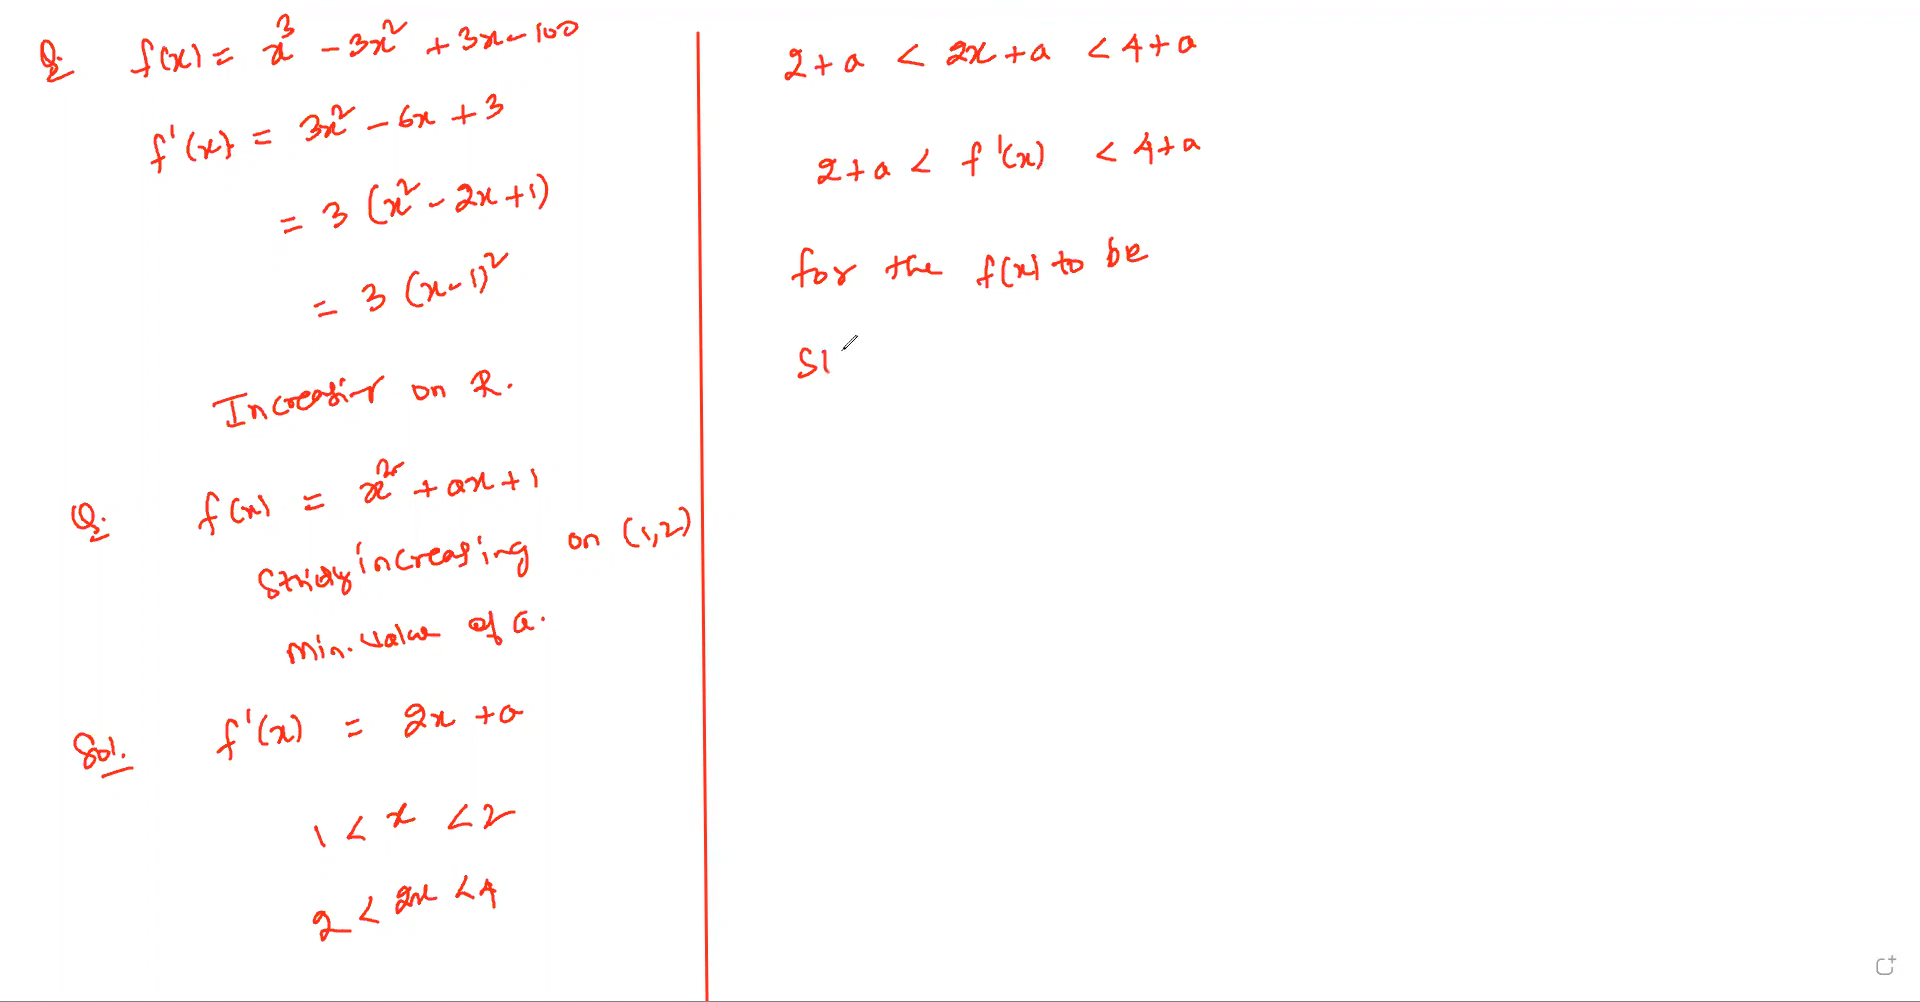 Q. f(x) = x³ - 3x² + 3x - 100
f'(x) = 3x² - 6x + 3
= 3 (x² - 2x + 1)
= 3 (x-1)²
Increasing on R.
Q. f(x) = x² + ax + 1
Strictly increasing on (1,2)
Min. value of a.
Sol. f'(x) = 2x + a
1 < x < 2
2 < 2x < 4
2+a < 2x+a < 4+a
2+a < f'(x) < 4+a
for the f(x) to be
SI